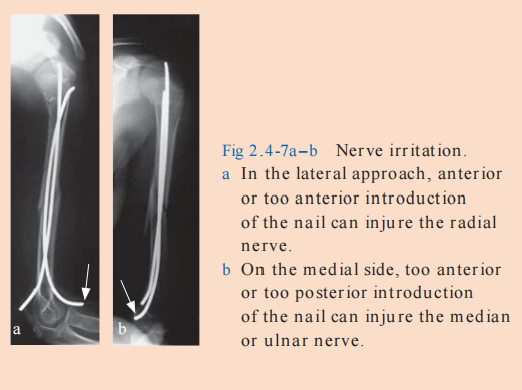 Fig 2.4-7a–b Nerve irritation.
a In the lateral approach, anterior
or too anterior introduction
of the nail can injure the radial
nerve.
b On the medial side, too anterior
or too posterior introduction
of the nail can injure the median
or ulnar nerve.
a
b